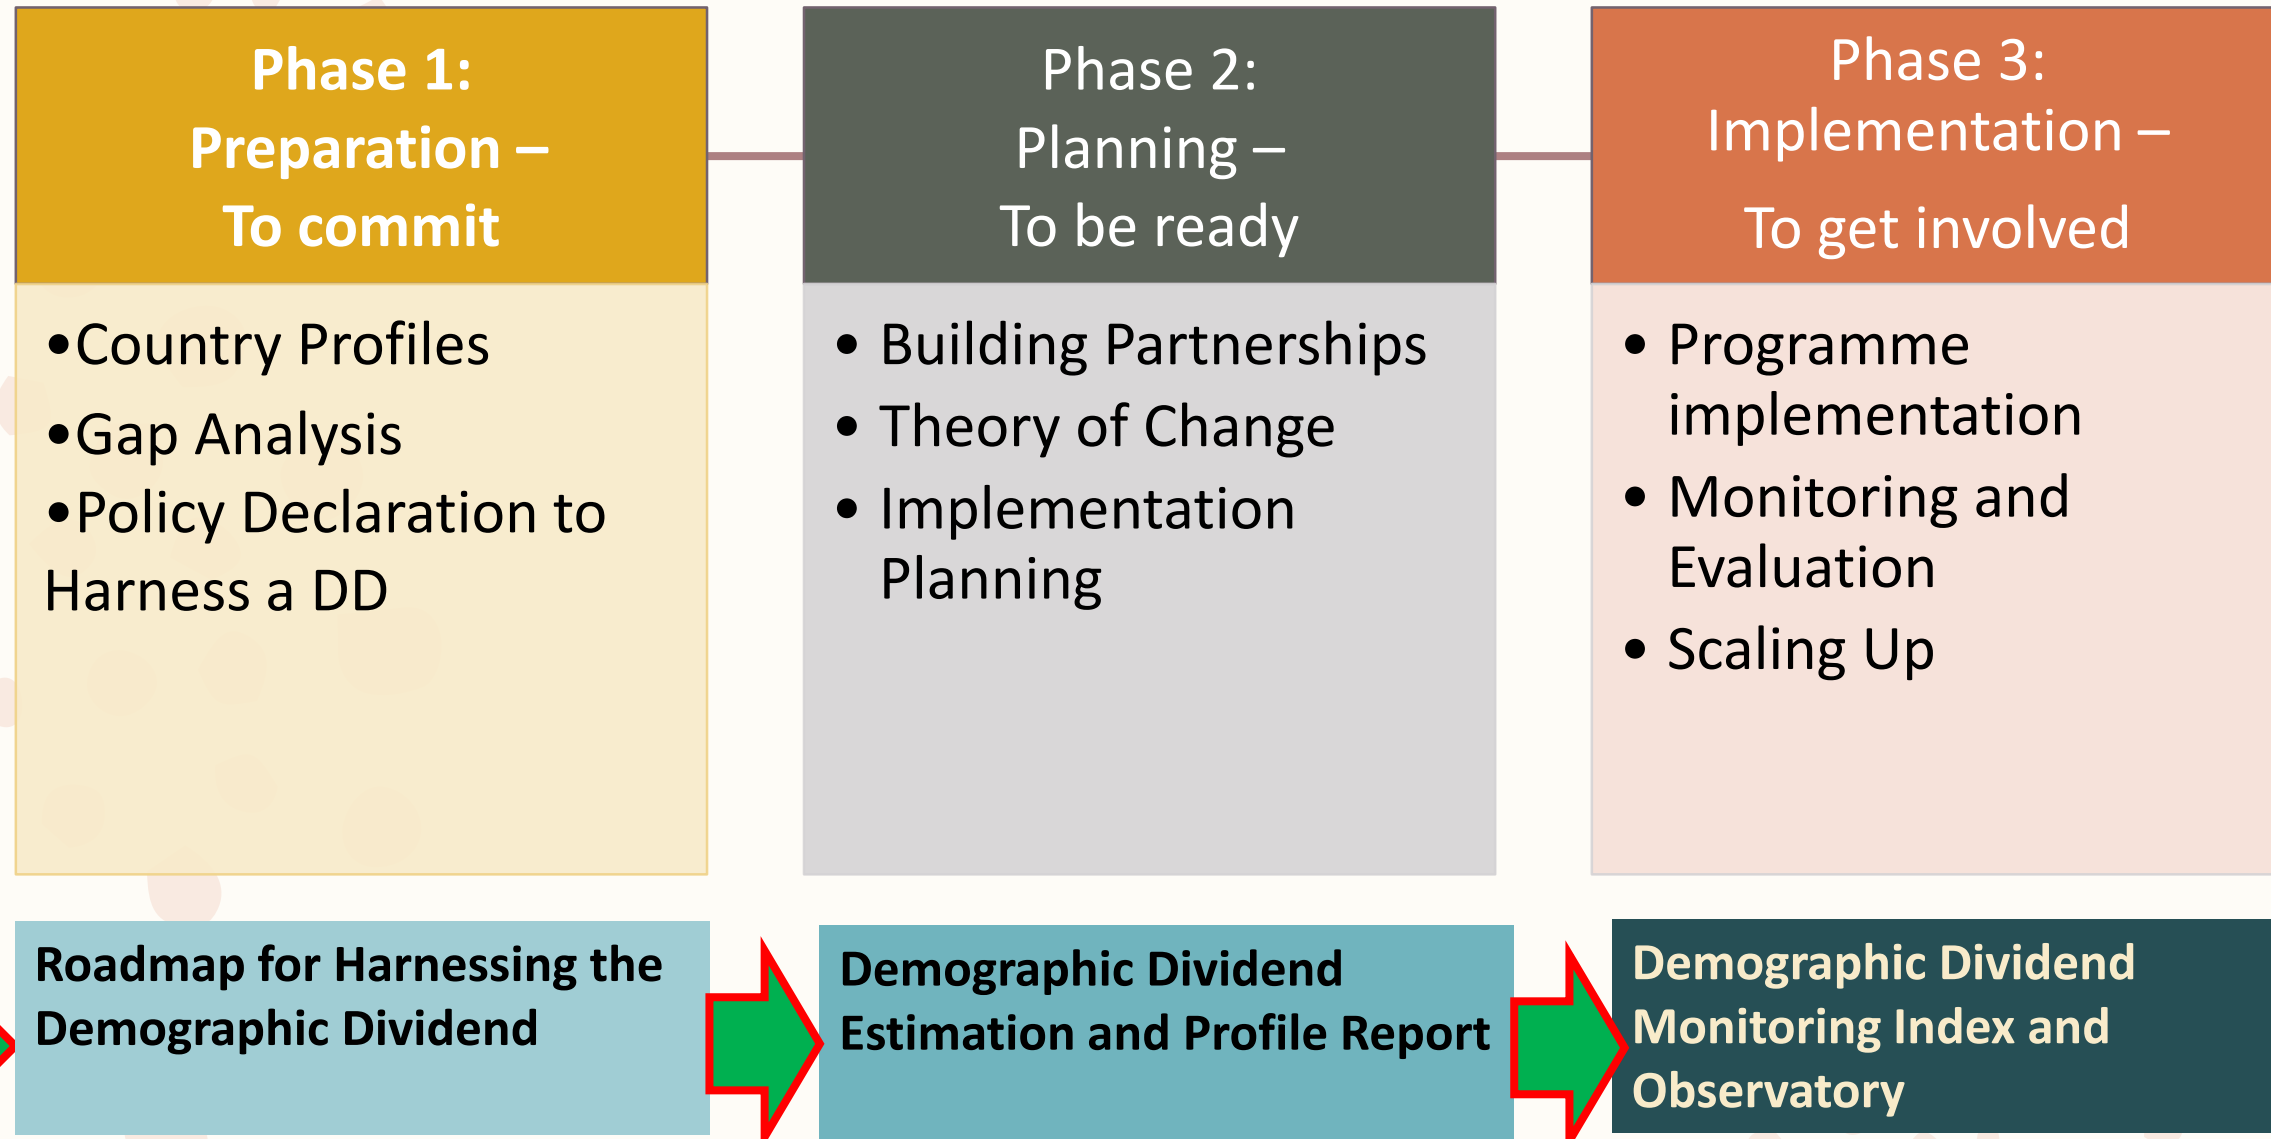 Phase 1:
Preparation –
To commit
•Country Profiles
•Gap Analysis
•Policy Declaration to
Harness a DD
Phase 2:
Planning –
To be ready
• Building Partnerships
• Theory of Change
• Implementation
Planning
Phase 3:
Implementation –
To get involved
• Programme
implementation
• Monitoring and
Evaluation
• Scaling Up
Roadmap for Harnessing the
Demographic Dividend
Demographic Dividend
Estimation and Profile Report
Demographic Dividend
Monitoring Index and
Observatory